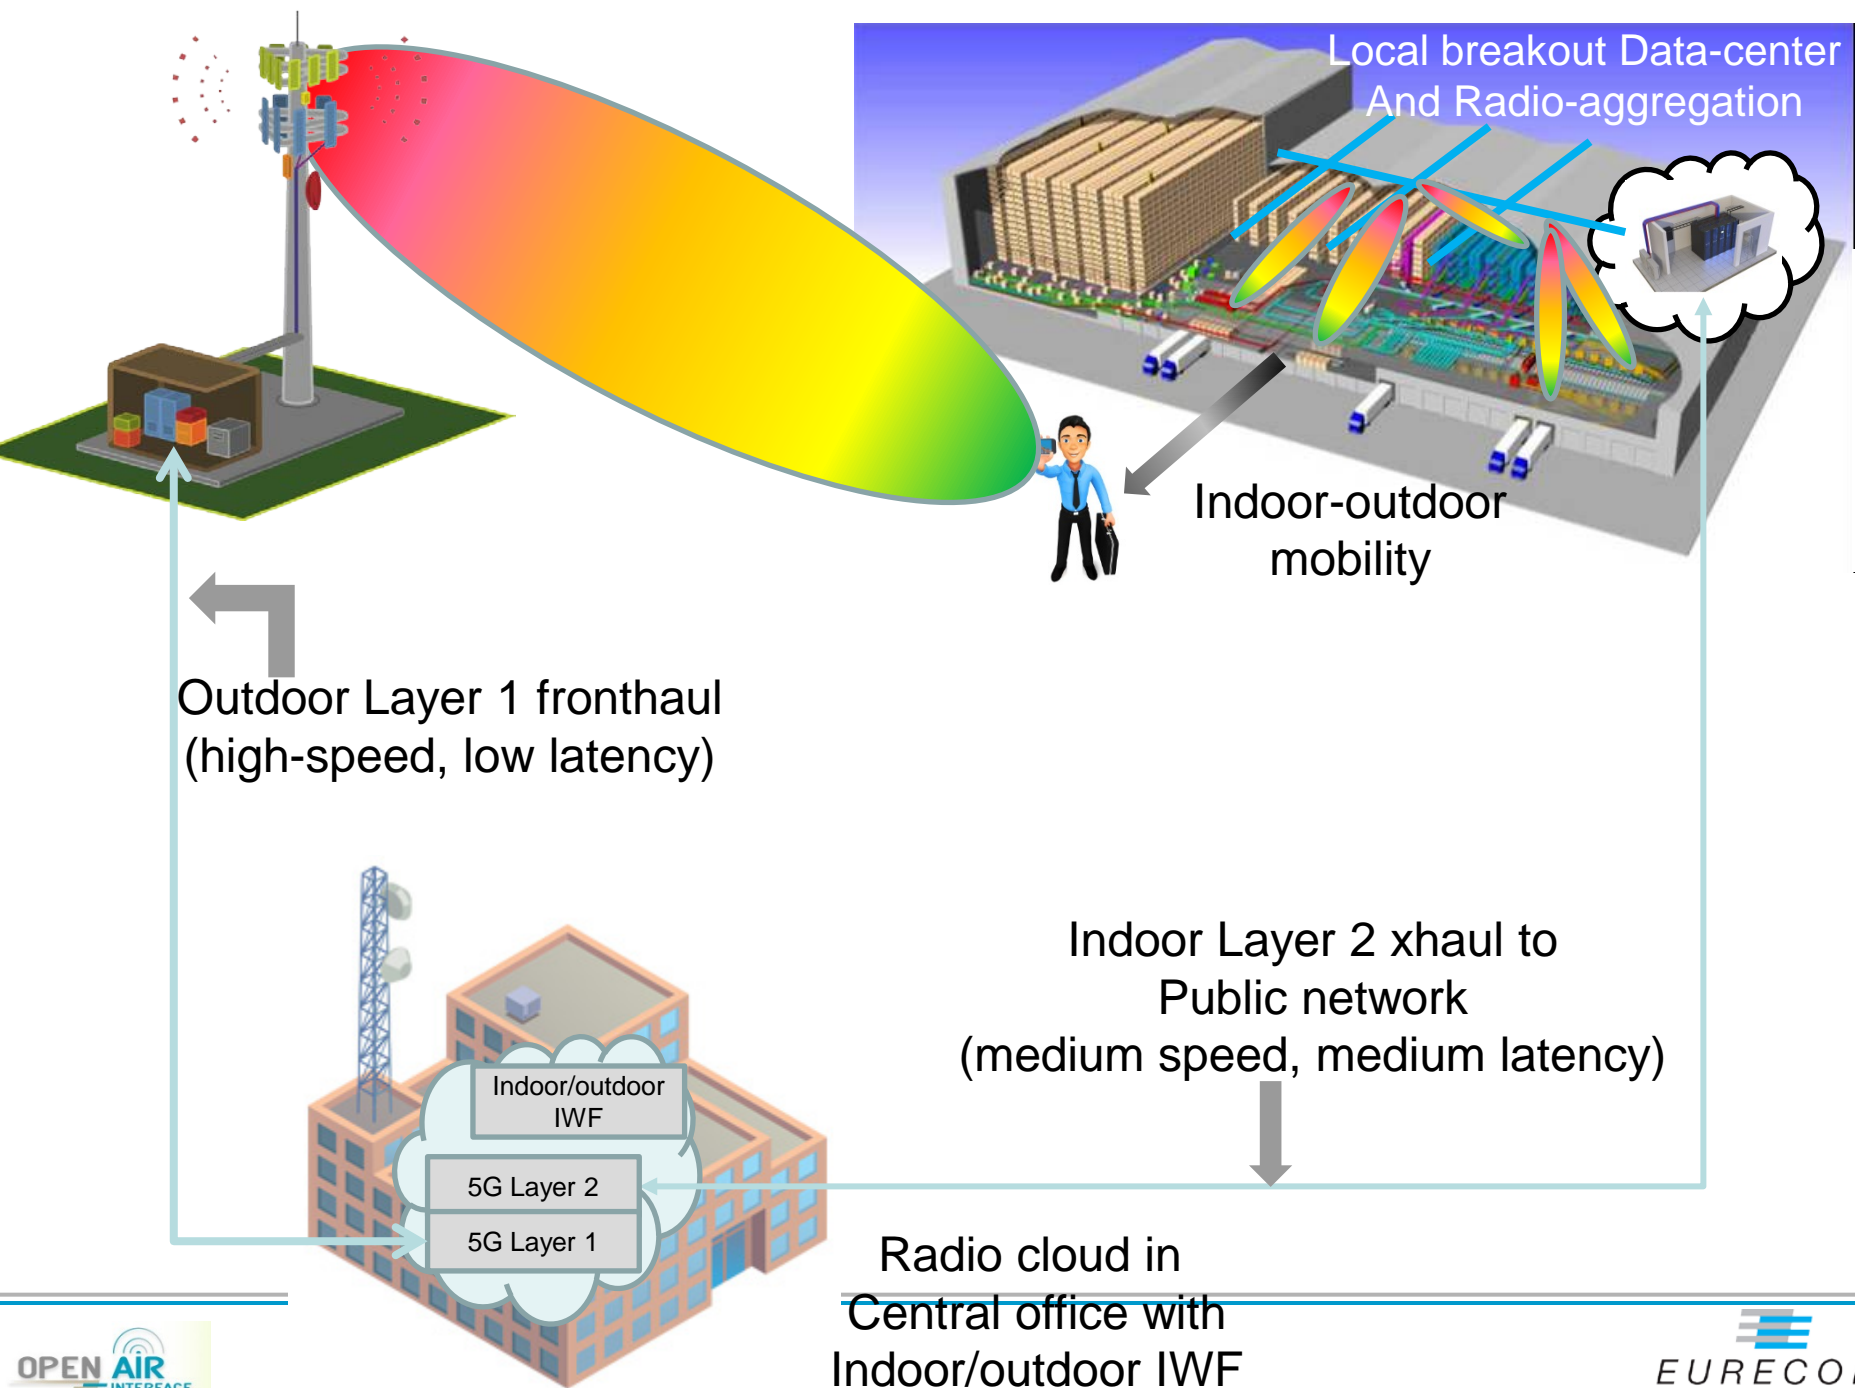 Local breakout Data-center
And Radio-aggregation
Indoor-outdoor
mobility
Outdoor Layer 1 fronthaul
(high-speed, low latency)
Indoor Layer 2 xhaul to
Public network
(medium speed, medium latency)
Indoor/outdoor
IWF
5G Layer 2
5G Layer 1
Radio cloud in
Central office with
Indoor/outdoor IWF
OPEN AIR
INTERFACE
EURECO